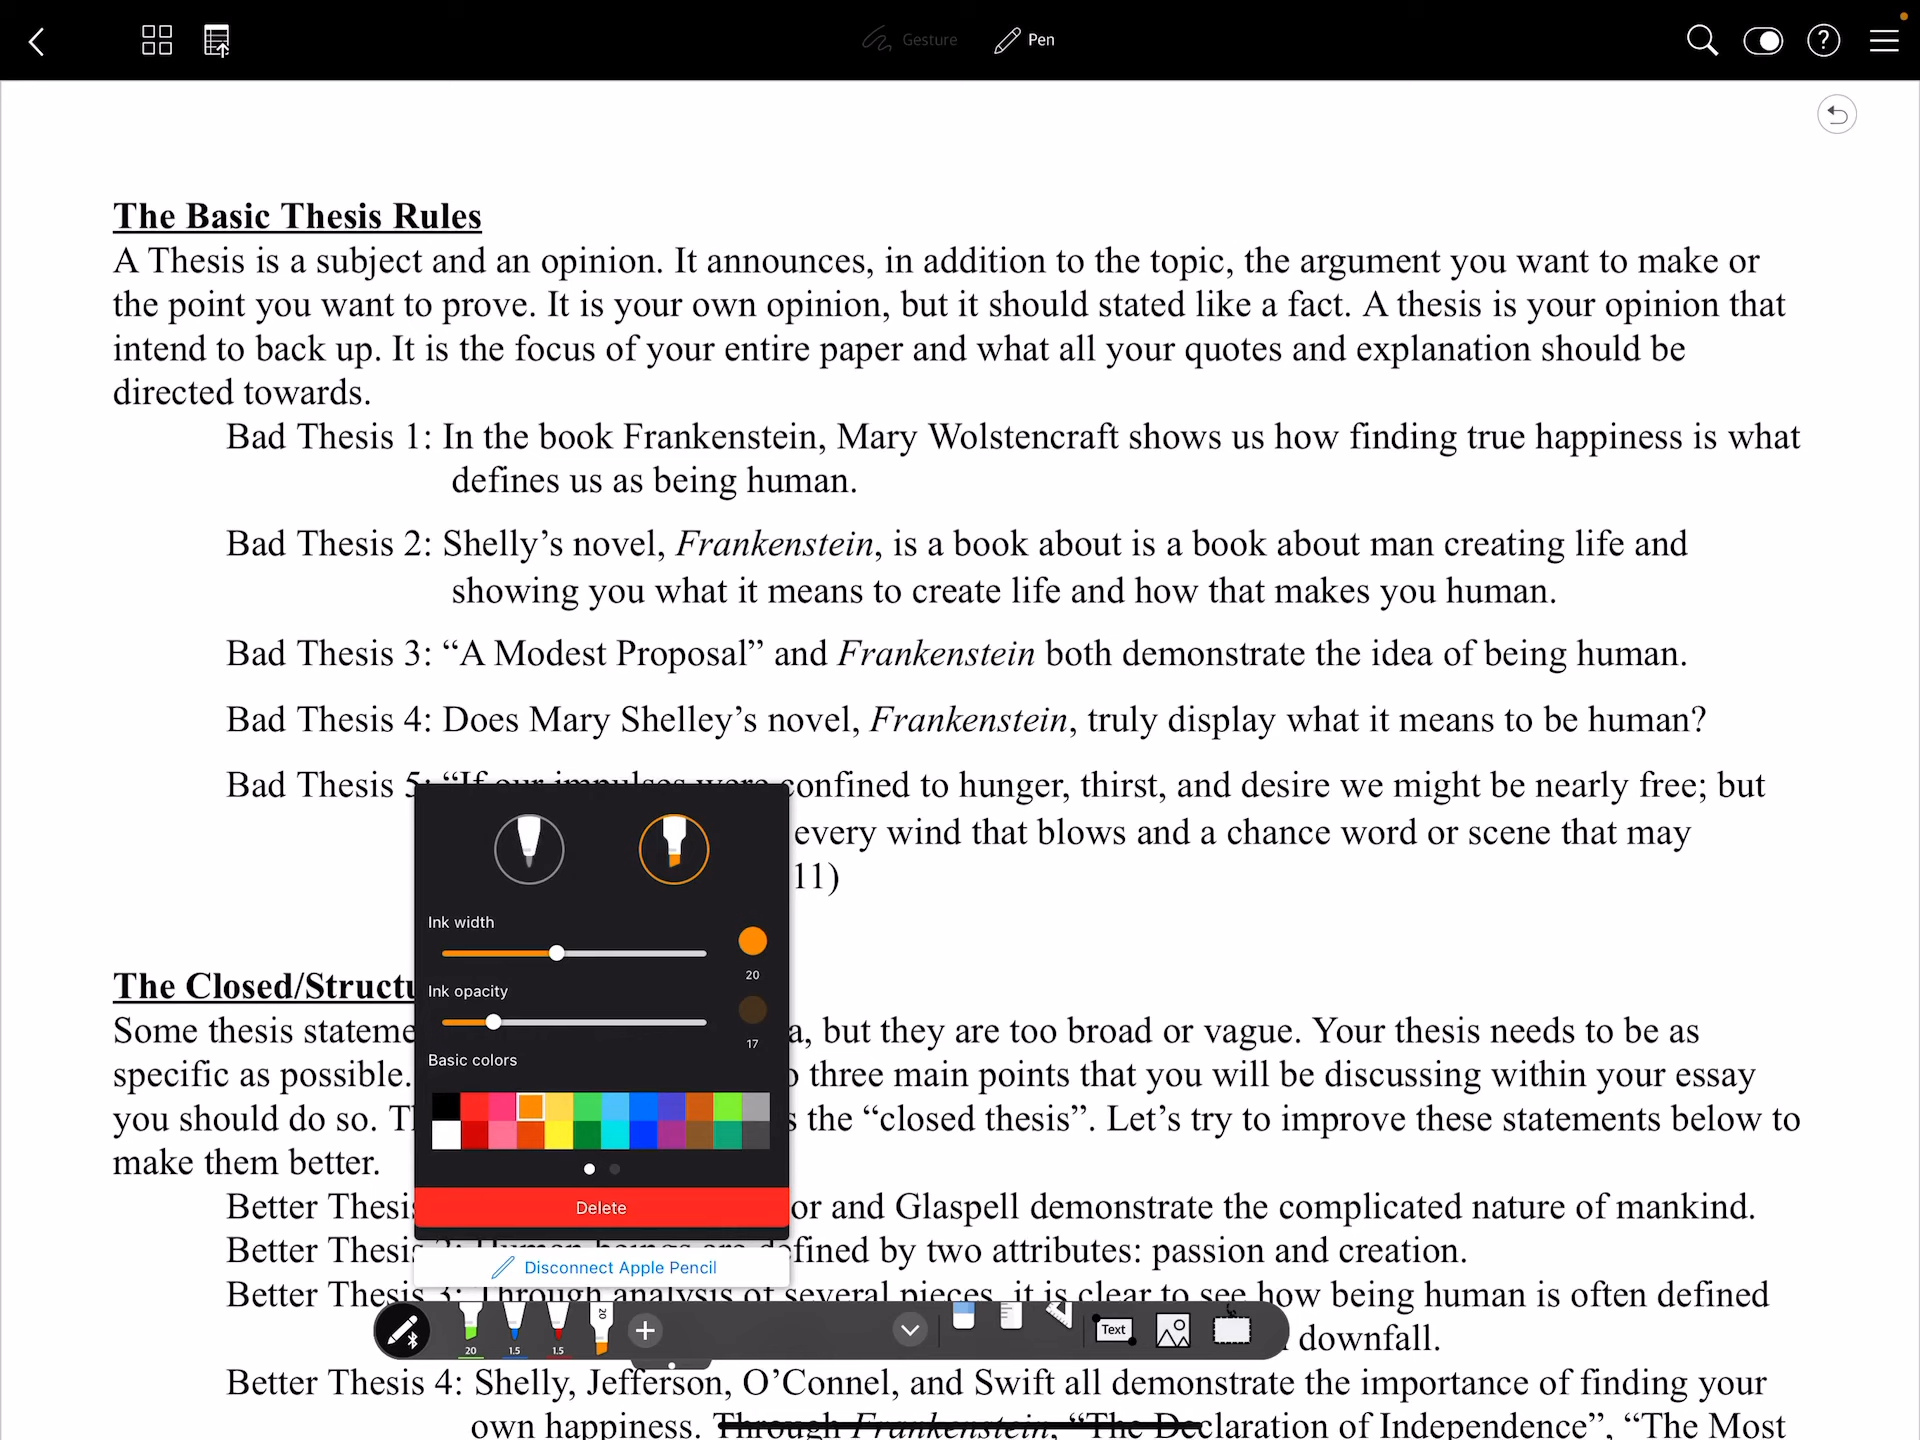 Gesture
Pen
The Basic Thesis Rules
A Thesis is a subject and an opinion. It announces, in addition to the topic, the argument you want to make or
the point you want to prove. It is your own opinion, but it should stated like a fact. A thesis is your opinion that
intend to back up. It is the focus of your entire paper and what all your quotes and explanation should be
directed towards.
Bad Thesis 1: In the book Frankenstein, Mary Wolstencraft shows us how finding true happiness is what
defines us as being human.
Bad Thesis 2: Shelly’s novel, Frankenstein, is a book about is a book about man creating life and
showing you what it means to create life and how that makes you human.
Bad Thesis 3: “A Modest Proposal” and Frankenstein both demonstrate the idea of being human.
Bad Thesis 4: Does Mary Shelley’s novel, Frankenstein, truly display what it means to be human?
Bad Thesis 5: “If our impulses were confined to hunger, thirst, and desire we might be nearly free; but
every wind that blows and a chance word or scene that may
11)
The Closed/Structu
Some thesis stateme a, but they are too broad or vague. Your thesis needs to be as
specific as possible. three main points that you will be discussing within your essay
you should do so. the “closed thesis”. Let’s try to improve these statements below to
make them better.
Better Thesis or and Glaspell demonstrate the complicated nature of mankind.
Better Thesis 2: Human beings are defined by two attributes: passion and creation.
Better Thesis 3: Through analysis of several pieces, it is clear to see how being human is often defined
downfall.
Better Thesis 4: Shelly, Jefferson, O’Connel, and Swift all demonstrate the importance of finding your
own happiness. Through Frankenstein, “The Declaration of Independence”, “The Most
Ink width
20
Ink opacity
17
Basic colors
Delete
Disconnect Apple Pencil
20
1.5
1.5
20
Text